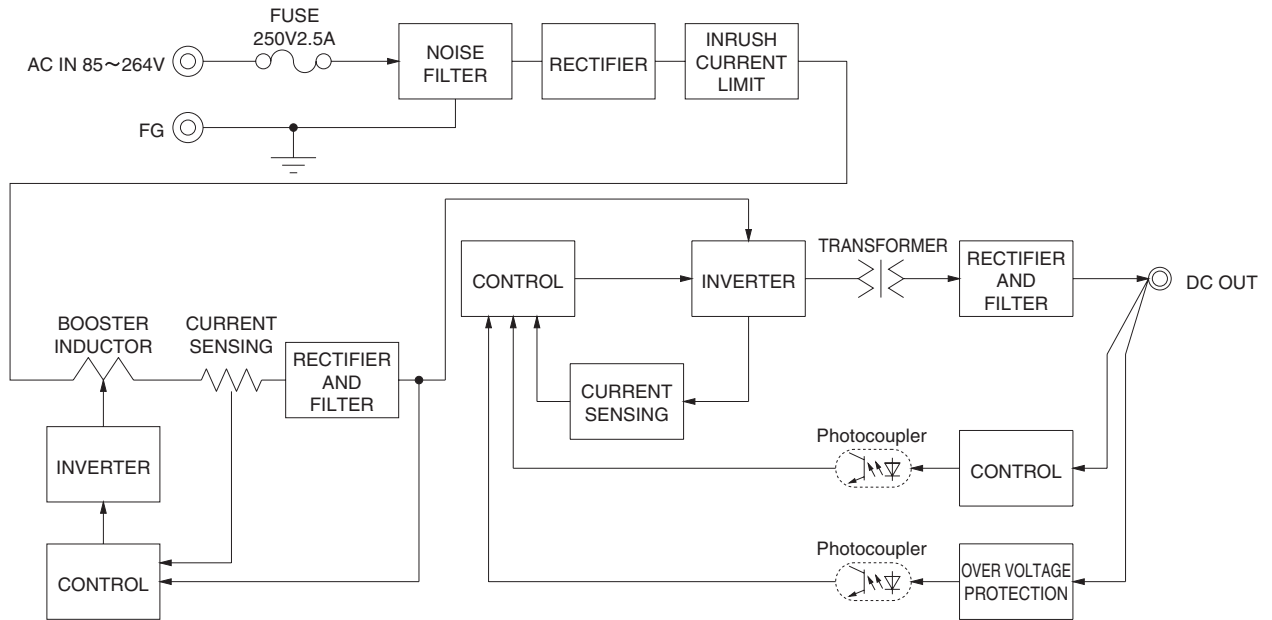 FUSE
250V2.5A
AC IN 85～264V
NOISE
FILTER
RECTIFIER
INRUSH
CURRENT
LIMIT
FG
CONTROL
INVERTER
TRANSFORMER
RECTIFIER
AND
FILTER
DC OUT
BOOSTER
INDUCTOR
CURRENT
SENSING
RECTIFIER
AND
FILTER
CURRENT
SENSING
INVERTER
Photocoupler
CONTROL
CONTROL
Photocoupler
OVER VOLTAGE
PROTECTION